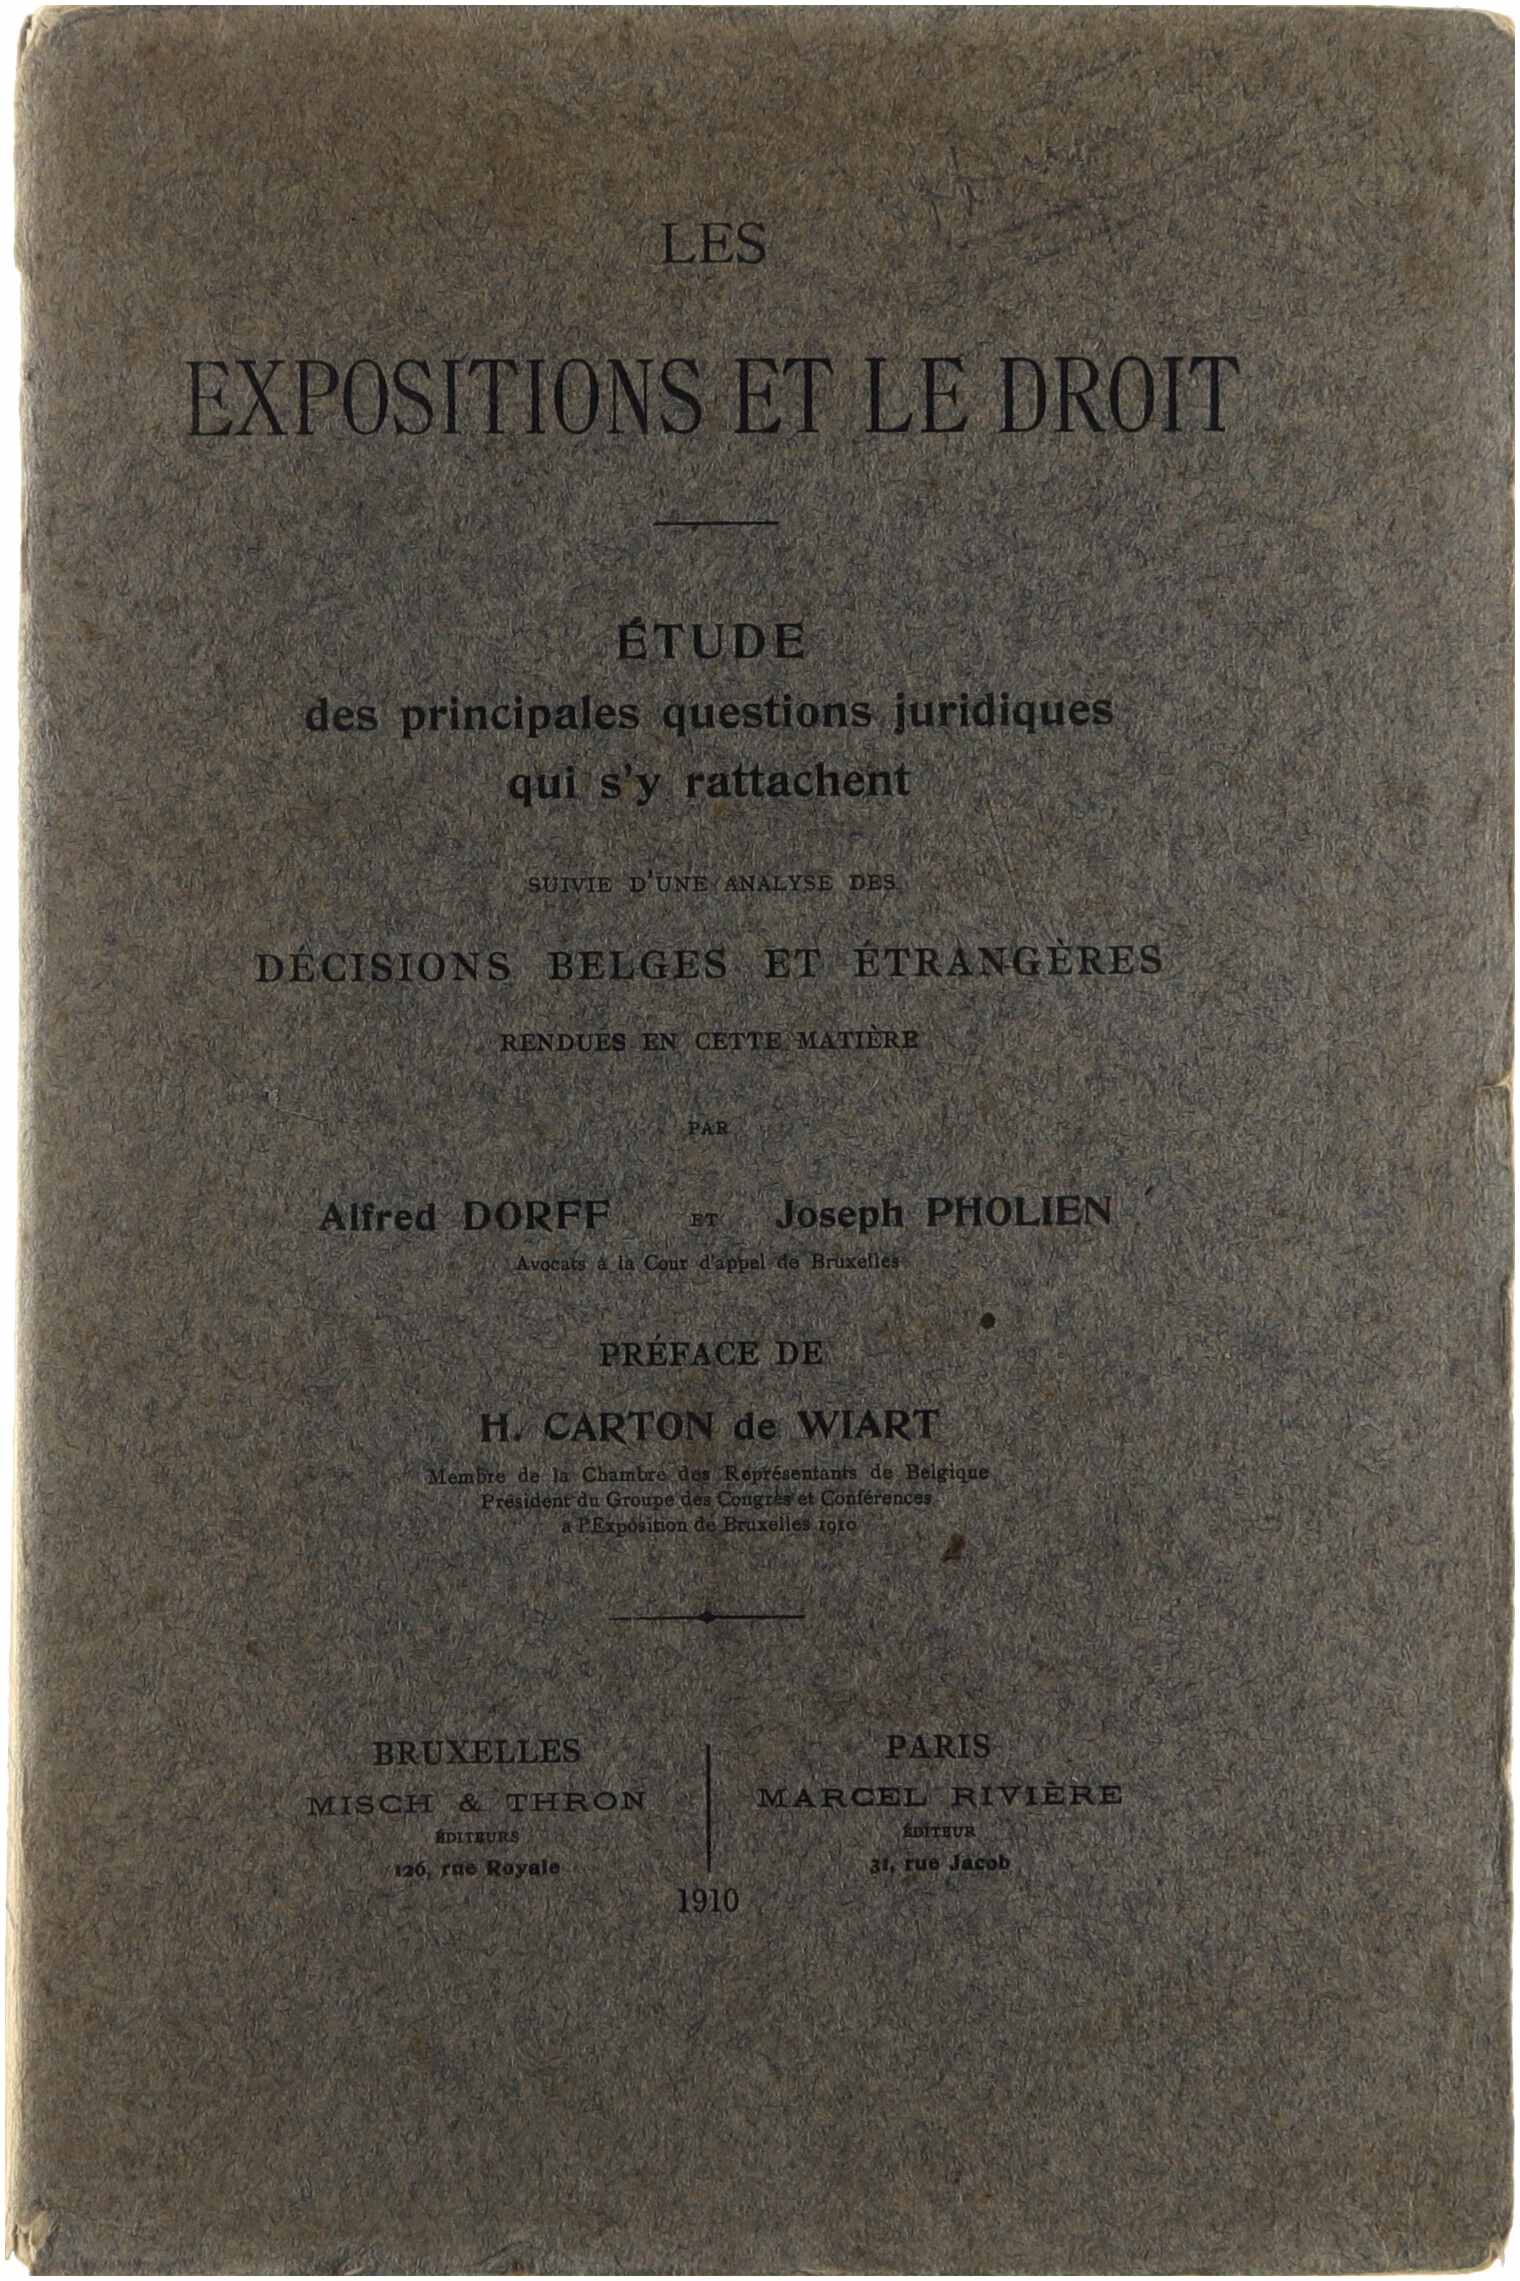 LES
EXPOSITIONS ET LE DROIT
ÉTUDE
des principales questions juridiques
qui s'y rattachent
SUIVIE D'UNE ANALYSE DES
DÉCISIONS BELGES ET ÉTRANGÈRES
RENDUES EN CETTE MATIÈRE
PAR
Alfred DORFF ET Joseph PHOLIEN
Avocats à la Cour d'appel de Bruxelles
PRÉFACE DE
H. CARTON de WIART
Membre de la Chambre des Représentants de Belgique
Président du Groupe des Congrès et Conférences
a l'Exposition de Bruxelles 1910
BRUXELLES
MISCH & THRON
ÉDITEURS
126, rue Royale
PARIS
MARCEL RIVIÈRE
ÉDITEUR
31, rue Jacob
1910